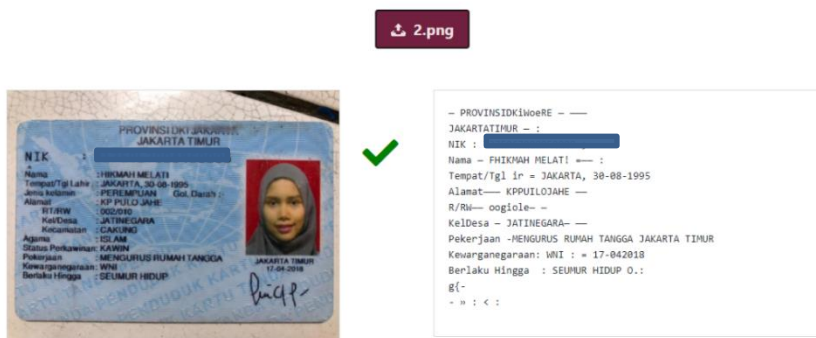 2.png
PROVINSI DKI JAKARTA
JAKARTA TIMUR
NIK :
Nama : HIKMAH MELATI
Tempat/Tgl Lahir : JAKARTA, 30-08-1995
Jenis kelamin : PEREMPUAN Gol. Darah :
Alamat : KP PULO JAHE
RT/RW : 002/010
Kel/Desa : JATINEGARA
Kecamatan : CAKUNG
Agama : ISLAM
Status Perkawinan: KAWIN
Pekerjaan : MENGURUS RUMAH TANGGA
Kewarganegaraan: WNI
Berlaku Hingga : SEUMUR HIDUP
JAKARTA TIMUR
17-04-2018
— PROVINSIDKiWoeRE — ——
JAKARTATIMUR — :
NIK :
Nama — FHIKMAH MELAT! «—— :
Tempat/Tgl ir = JAKARTA, 30-08-1995
Alamat—— KPPUILOJAHE ——
R/RW—— oogiole— —
KelDesa — JATINEGARA— ——
Pekerjaan -MENGURUS RUMAH TANGGA JAKARTA TIMUR
Kewarganegaraan: WNI : = 17-042018
Berlaku Hingga : SEUMUR HIDUP O.:
g{-
- » : < :